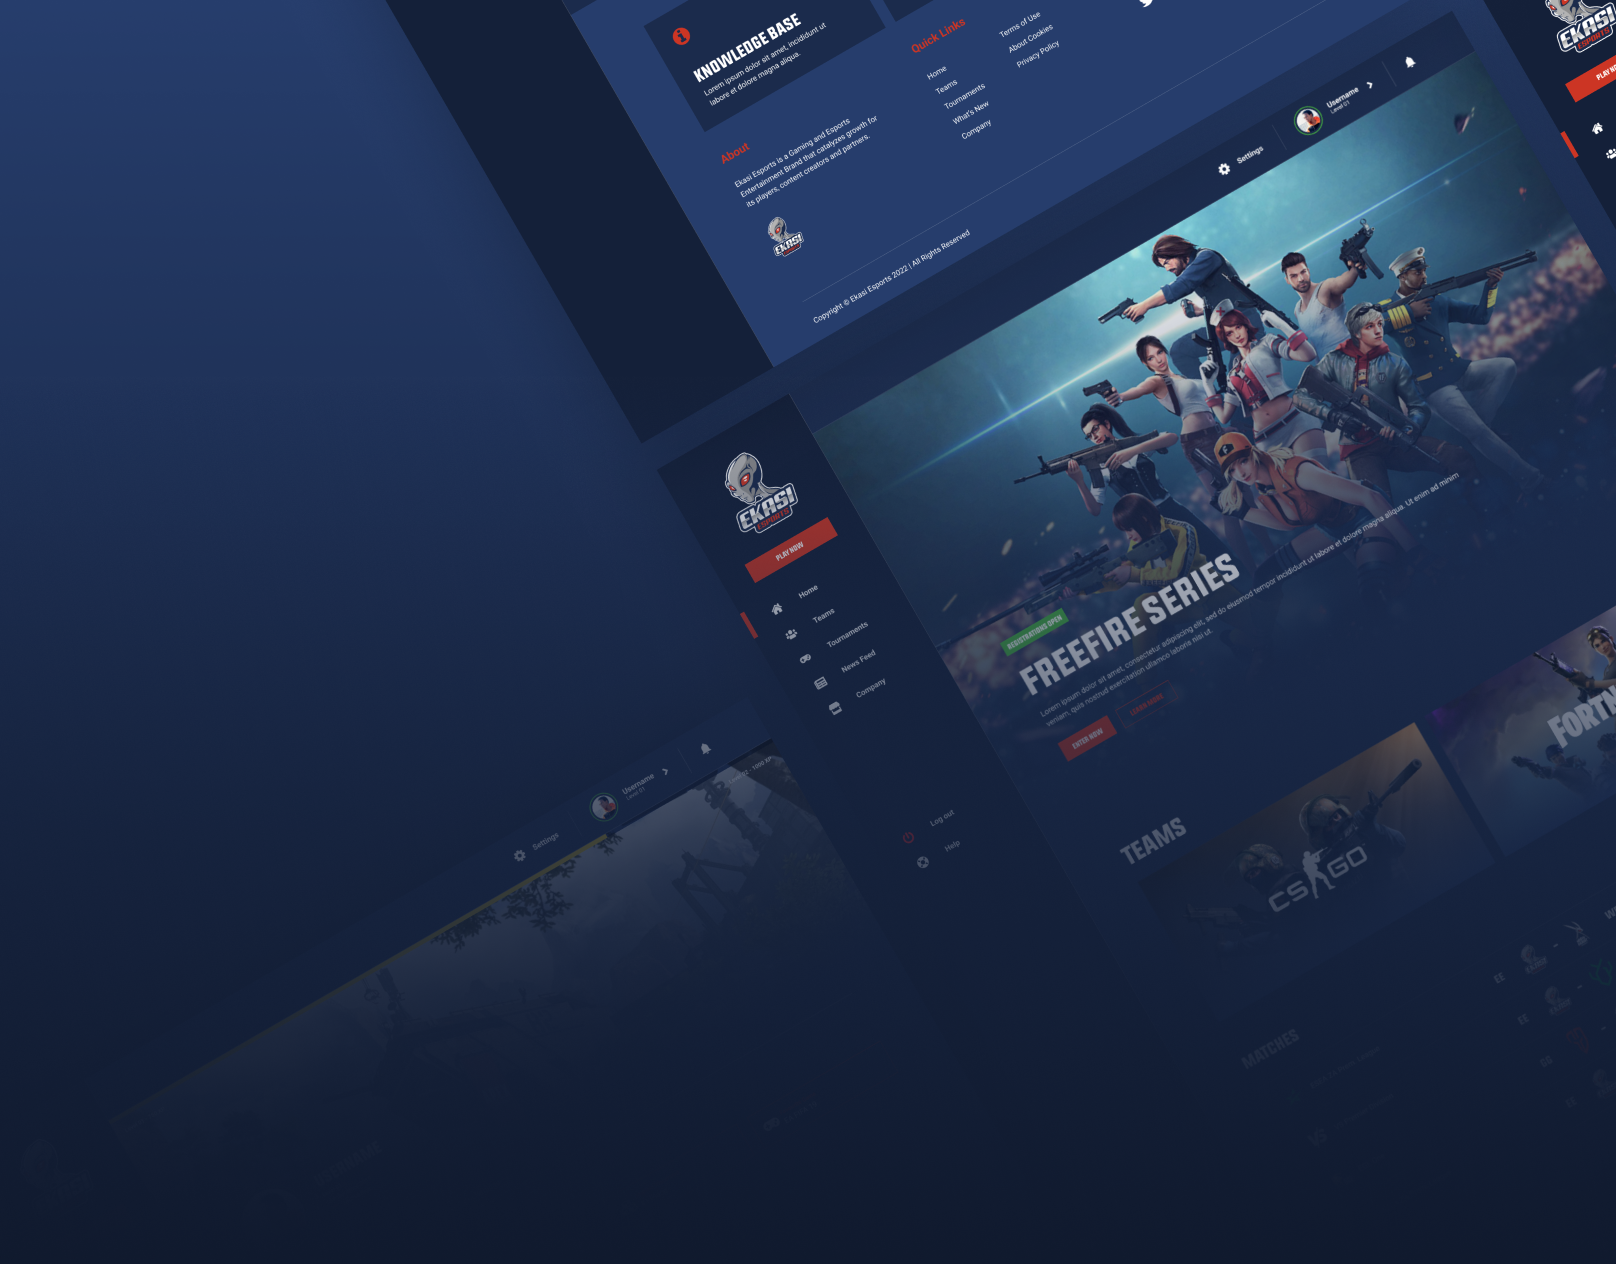 KNOWLEDGE BASE
Lorem ipsum dolor sit amet, incididunt ut
labore et dolore magna aliqua.
About
Ekasi Esports is a Gaming and Esports
Entertainment Brand that catalyzes growth for
its players, content creators and partners.
EKASI
Quick Links
Home
Teams
Tournaments
What's New
Company
Terms of Use
About Cookies
Privacy Policy
Copyright © Ekasi Esports 2022 | All Rights Reserved
Settings
Username
Level 01
EKASI
ESPORTS
PLAY NOW
EKASI
ESPORTS
PLAY NOW
Home
Teams
Tournaments
News Feed
Company
Log out
Help
REGISTRATIONS OPEN
FREEFIRE SERIES
Lorem ipsum dolor sit amet, consectetur adipiscing elit, sed do eiusmod tempor incididunt ut labore et dolore magna aliqua. Ut enim ad minim
veniam, quis nostrud exercitation ullamco laboris nisi ut.
ENTER NOW
LEARN MORE
TEAMS
CS GO
MATCHES
EE
EE
Settings
Username
Level 01